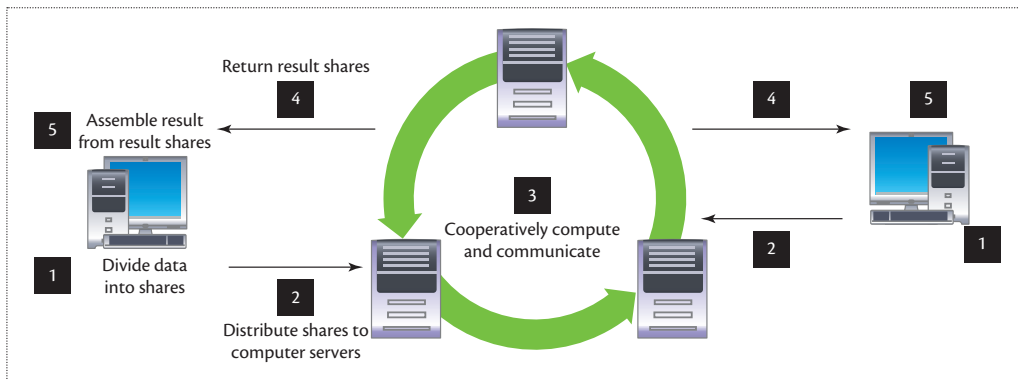 Return result shares
4
4
5
5
Assemble result
from result shares
3
Cooperatively compute
and communicate
2
1
1
Divide data
into shares
2
Distribute shares to
computer servers